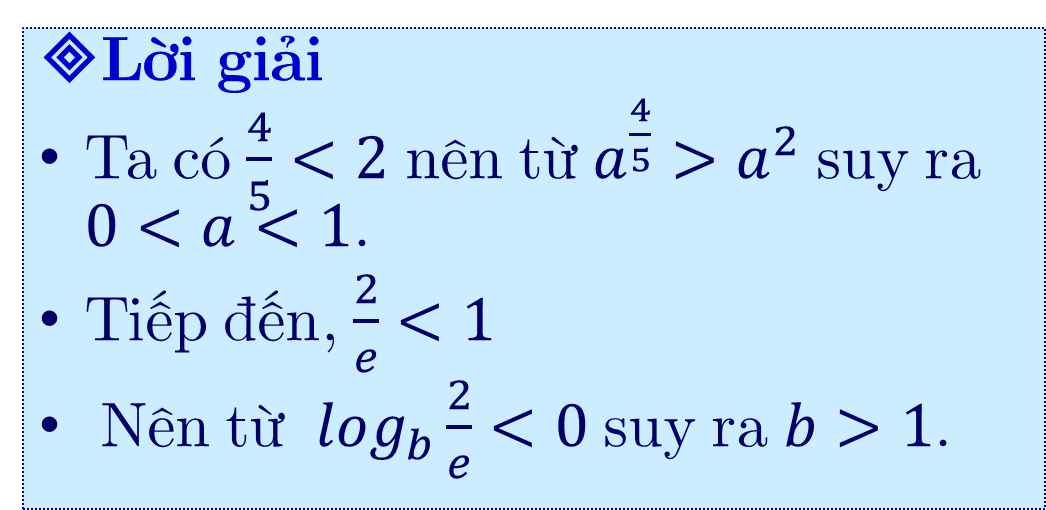 Lời giải
• Ta có 4/5 < 2 nên từ a^(4/5) > a² suy ra
0 < a < 1.
• Tiếp đến, 2/e < 1
• Nên từ log_b 2/e < 0 suy ra b > 1.